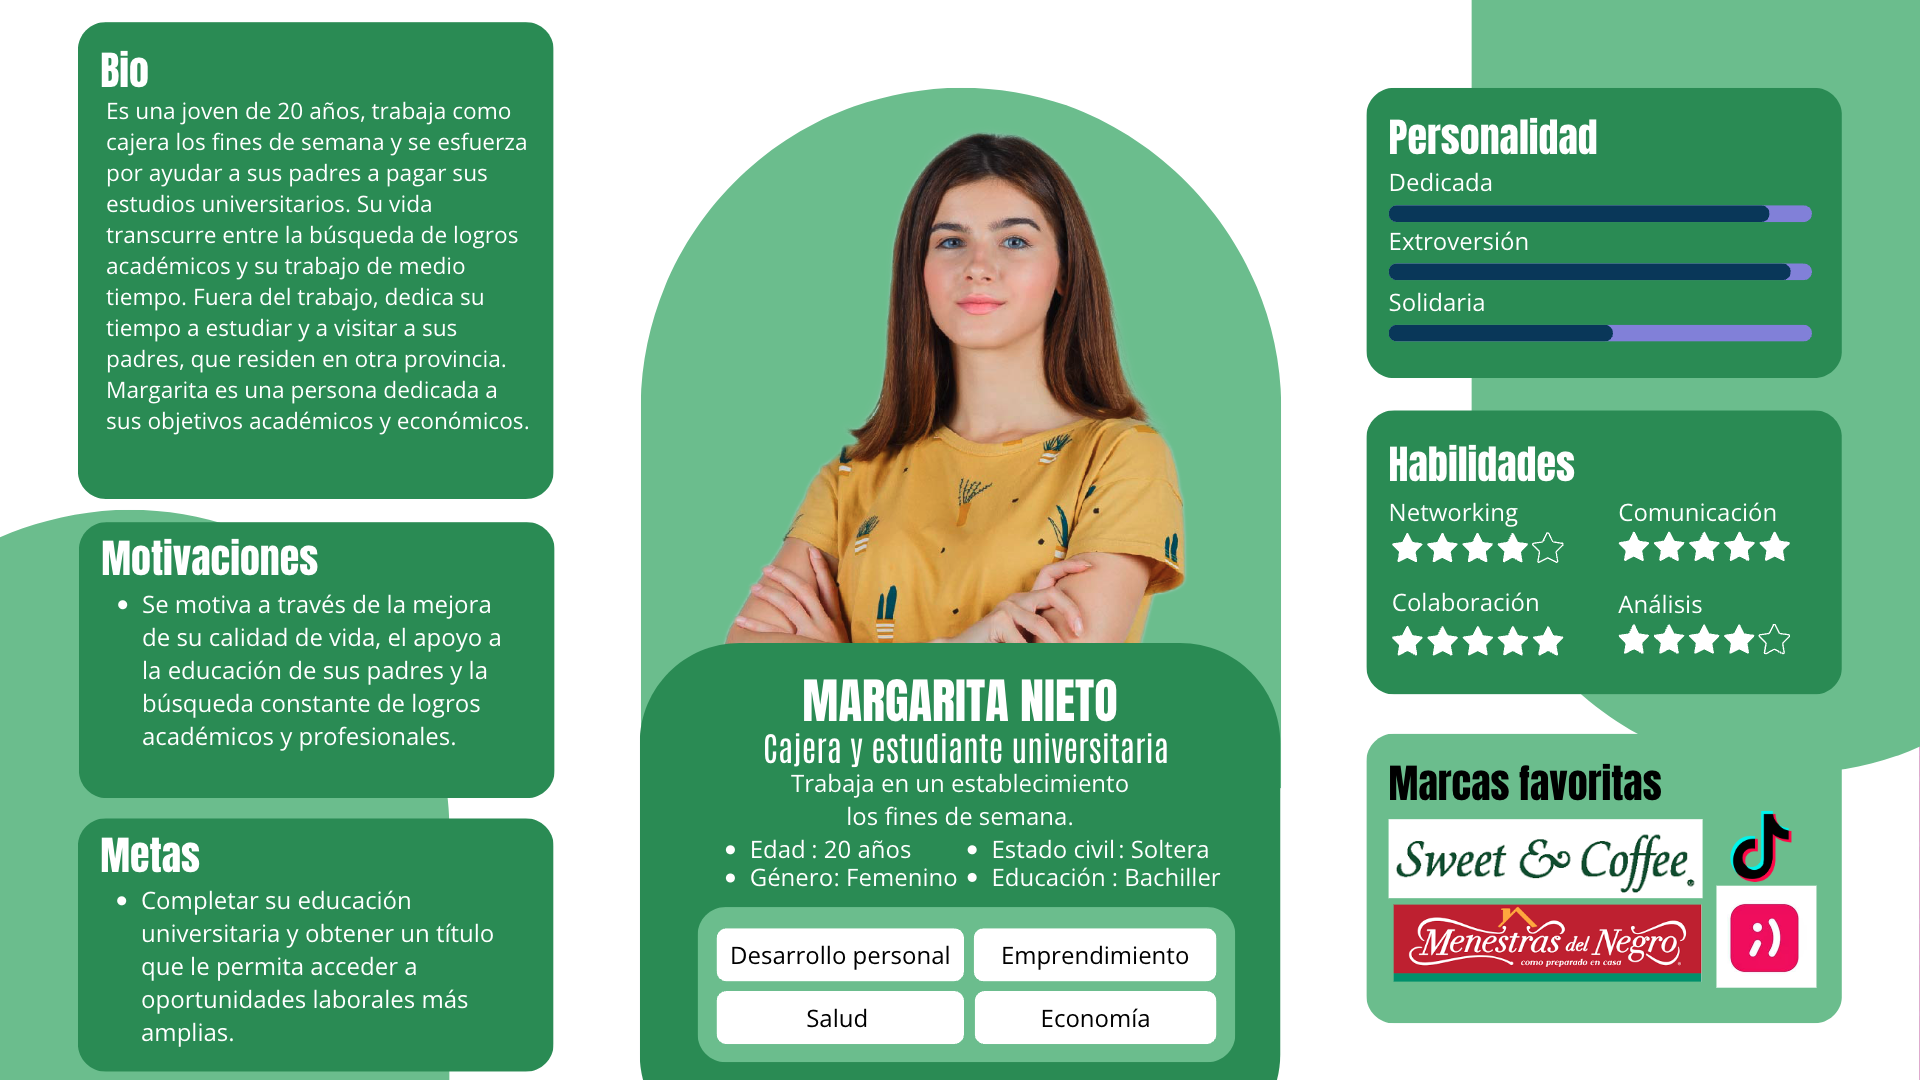 Bio
Es una joven de 20 años, trabaja como
cajera los fines de semana y se esfuerza
por ayudar a sus padres a pagar sus
estudios universitarios. Su vida
transcurre entre la búsqueda de logros
académicos y su trabajo de medio
tiempo. Fuera del trabajo, dedica su
tiempo a estudiar y a visitar a sus
padres, que residen en otra provincia.
Margarita es una persona dedicada a
sus objetivos académicos y económicos.
Motivaciones
Se motiva a través de la mejora
de su calidad de vida, el apoyo a
la educación de sus padres y la
búsqueda constante de logros
académicos y profesionales.
Metas
Completar su educación
universitaria y obtener un título
que le permita acceder a
oportunidades laborales más
amplias.
MARGARITA NIETO
Cajera y estudiante universitaria
Trabaja en un establecimiento
los fines de semana.
Edad : 20 años
Género: Femenino
Estado civil : Soltera
Educación : Bachiller
Desarrollo personal
Emprendimiento
Salud
Economía
Personalidad
Dedicada
Extroversión
Solidaria
Habilidades
Networking
Comunicación
Colaboración
Análisis
Marcas favoritas
Sweet & Coffee
Menestras del Negro
como preparado en casa